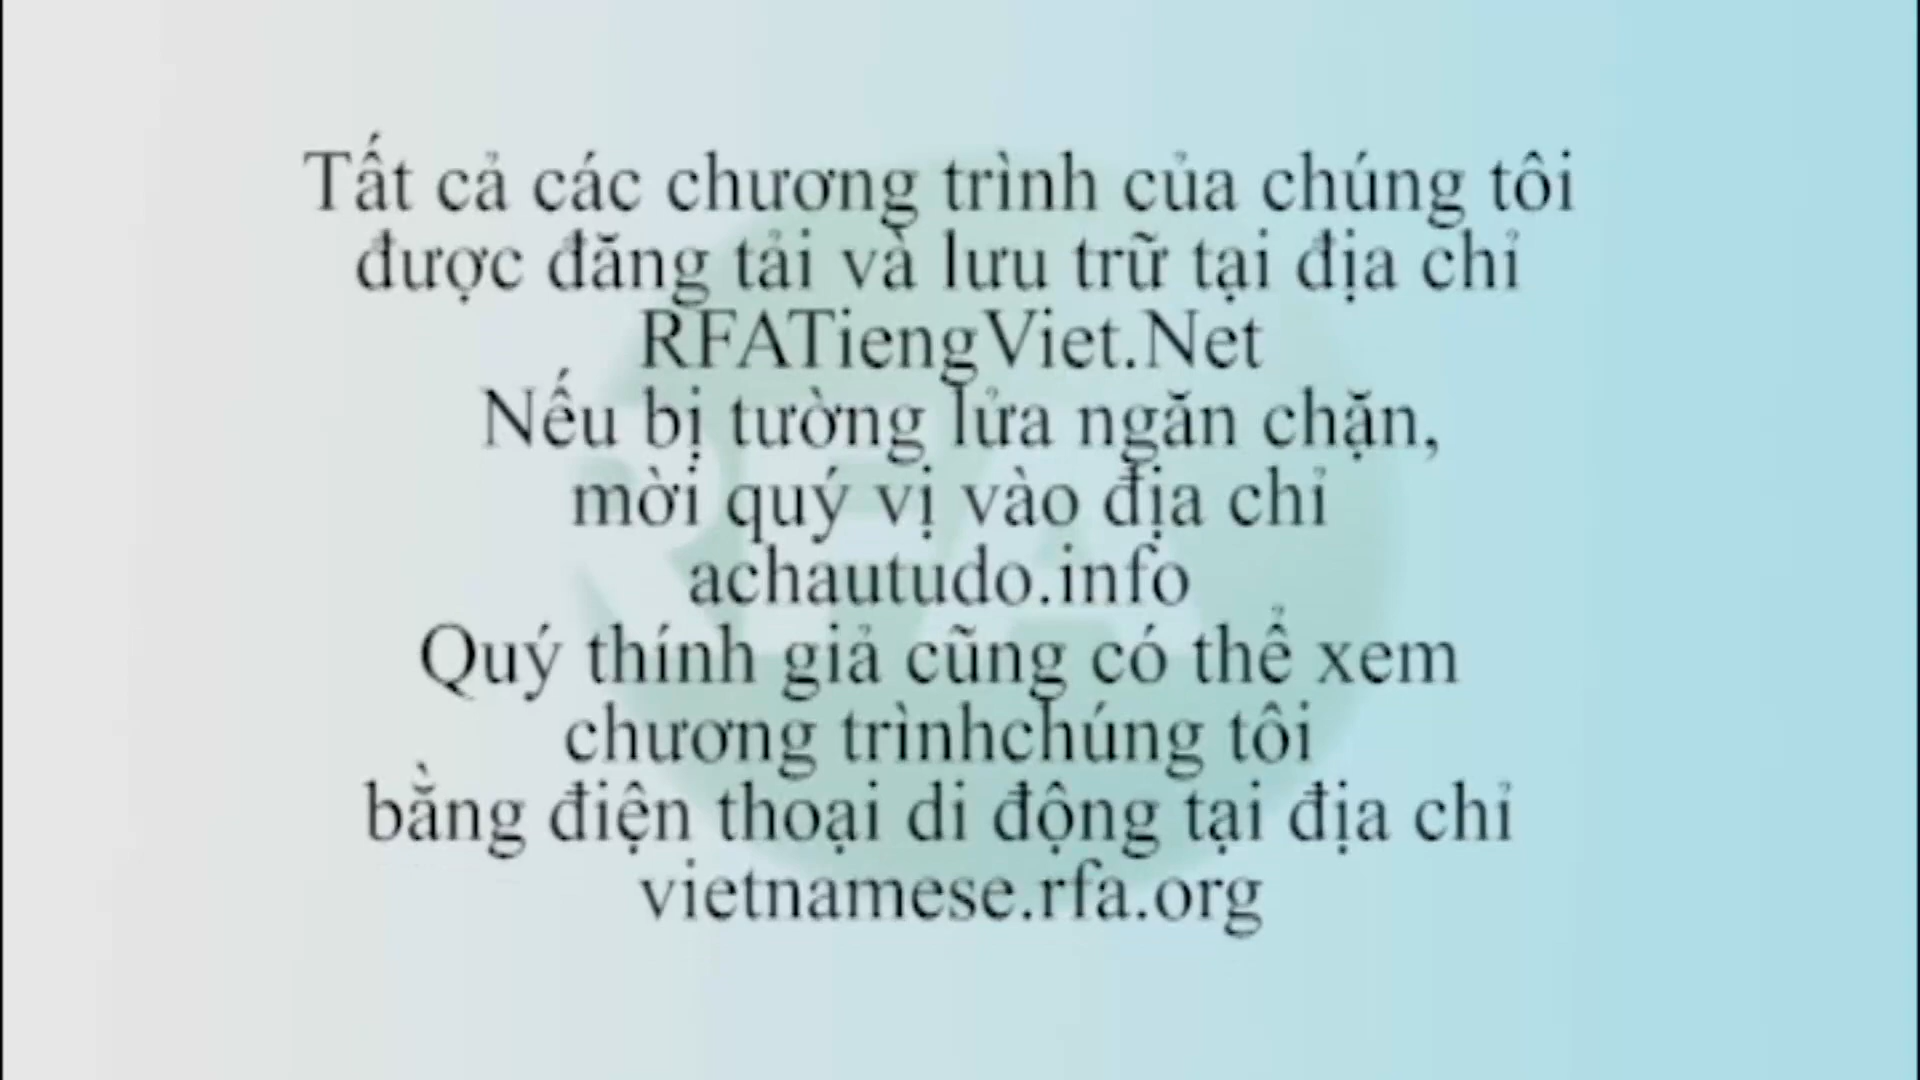 Tất cả các chương trình của chúng tôi
được đăng tải và lưu trữ tại địa chỉ
RFATiengViet.Net
Nếu bị tường lửa ngăn chặn,
mời quý vị vào địa chỉ
achautudo.info
Quý thính giả cũng có thể xem
chương trìnhchúng tôi
bằng điện thoại di động tại địa chỉ
vietnamese.rfa.org
RFA